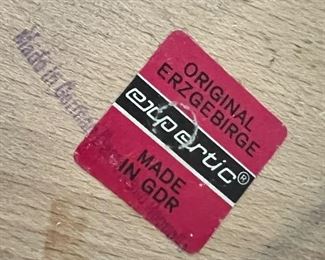 Made in
ORIGINAL
ERZGEBIRGE
expertic®
MADE
IN GDR